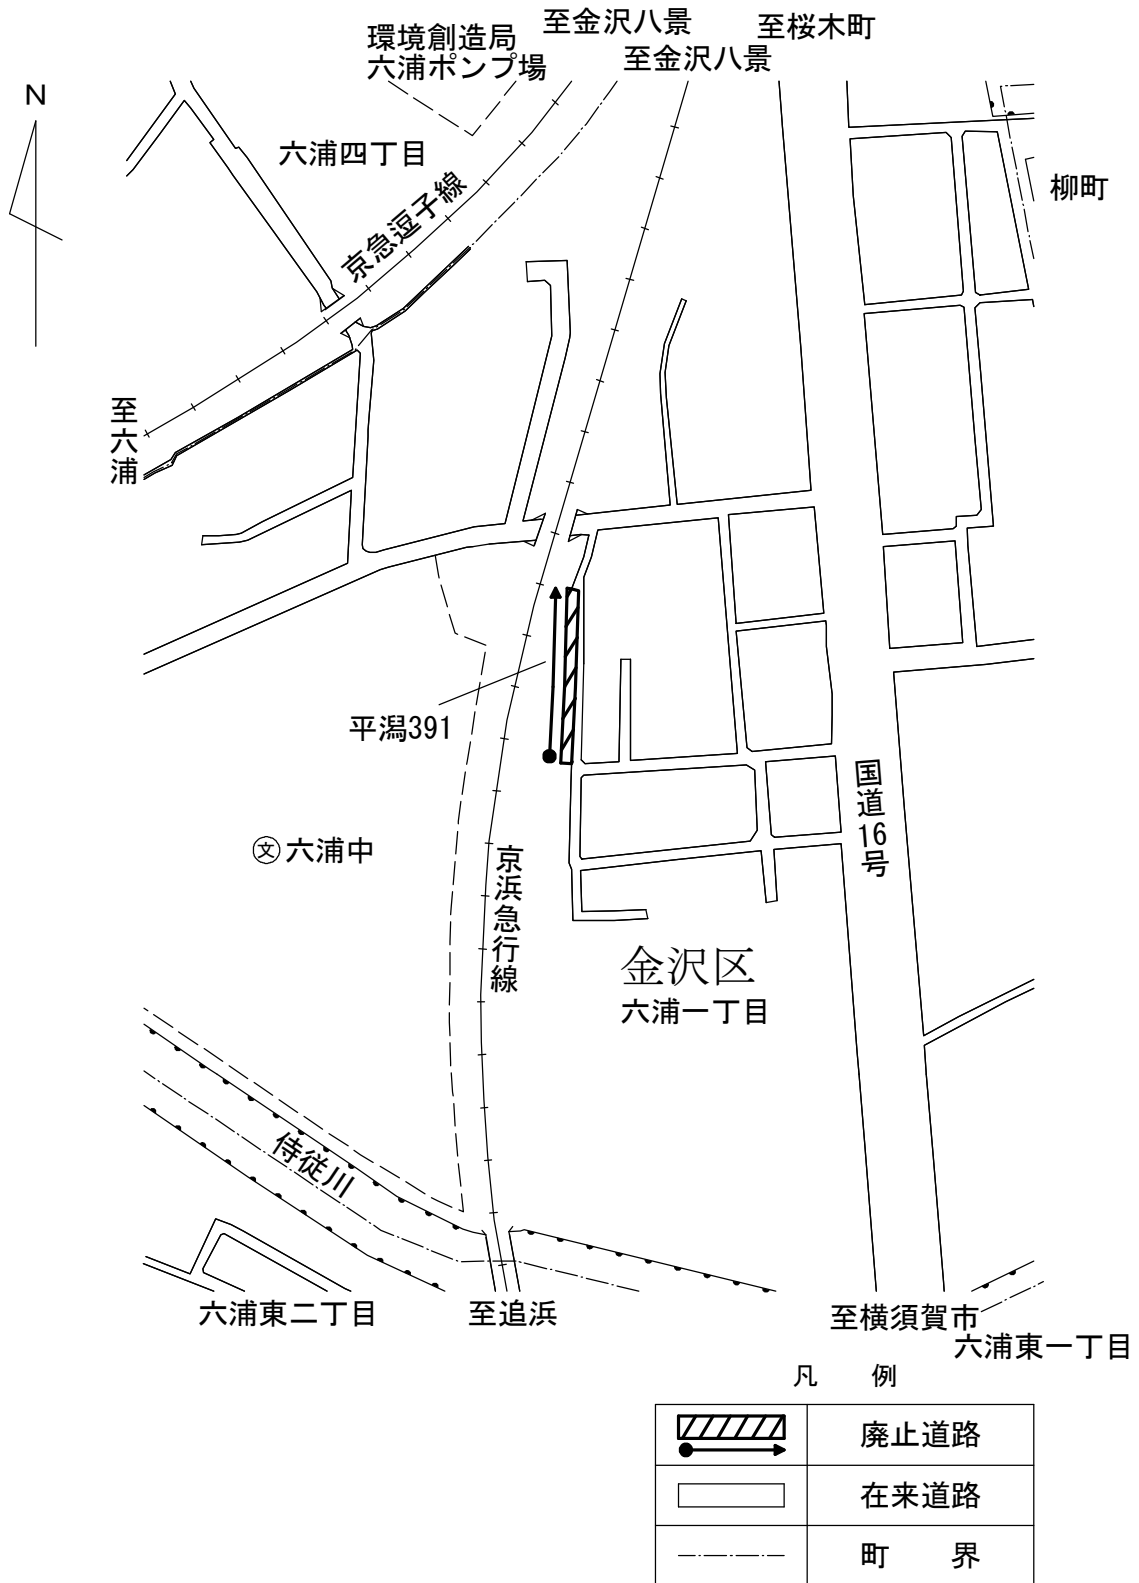 至金沢八景
至桜木町
環境創造局
六浦ポンプ場
至金沢八景
N
六浦四丁目
柳町
京急逗子線
至六浦
平潟391
国道16号
文 六浦中
京浜急行線
金沢区
六浦一丁目
侍従川
六浦東二丁目
至追浜
至横須賀市
六浦東一丁目
凡 例
廃止道路
在来道路
町 界